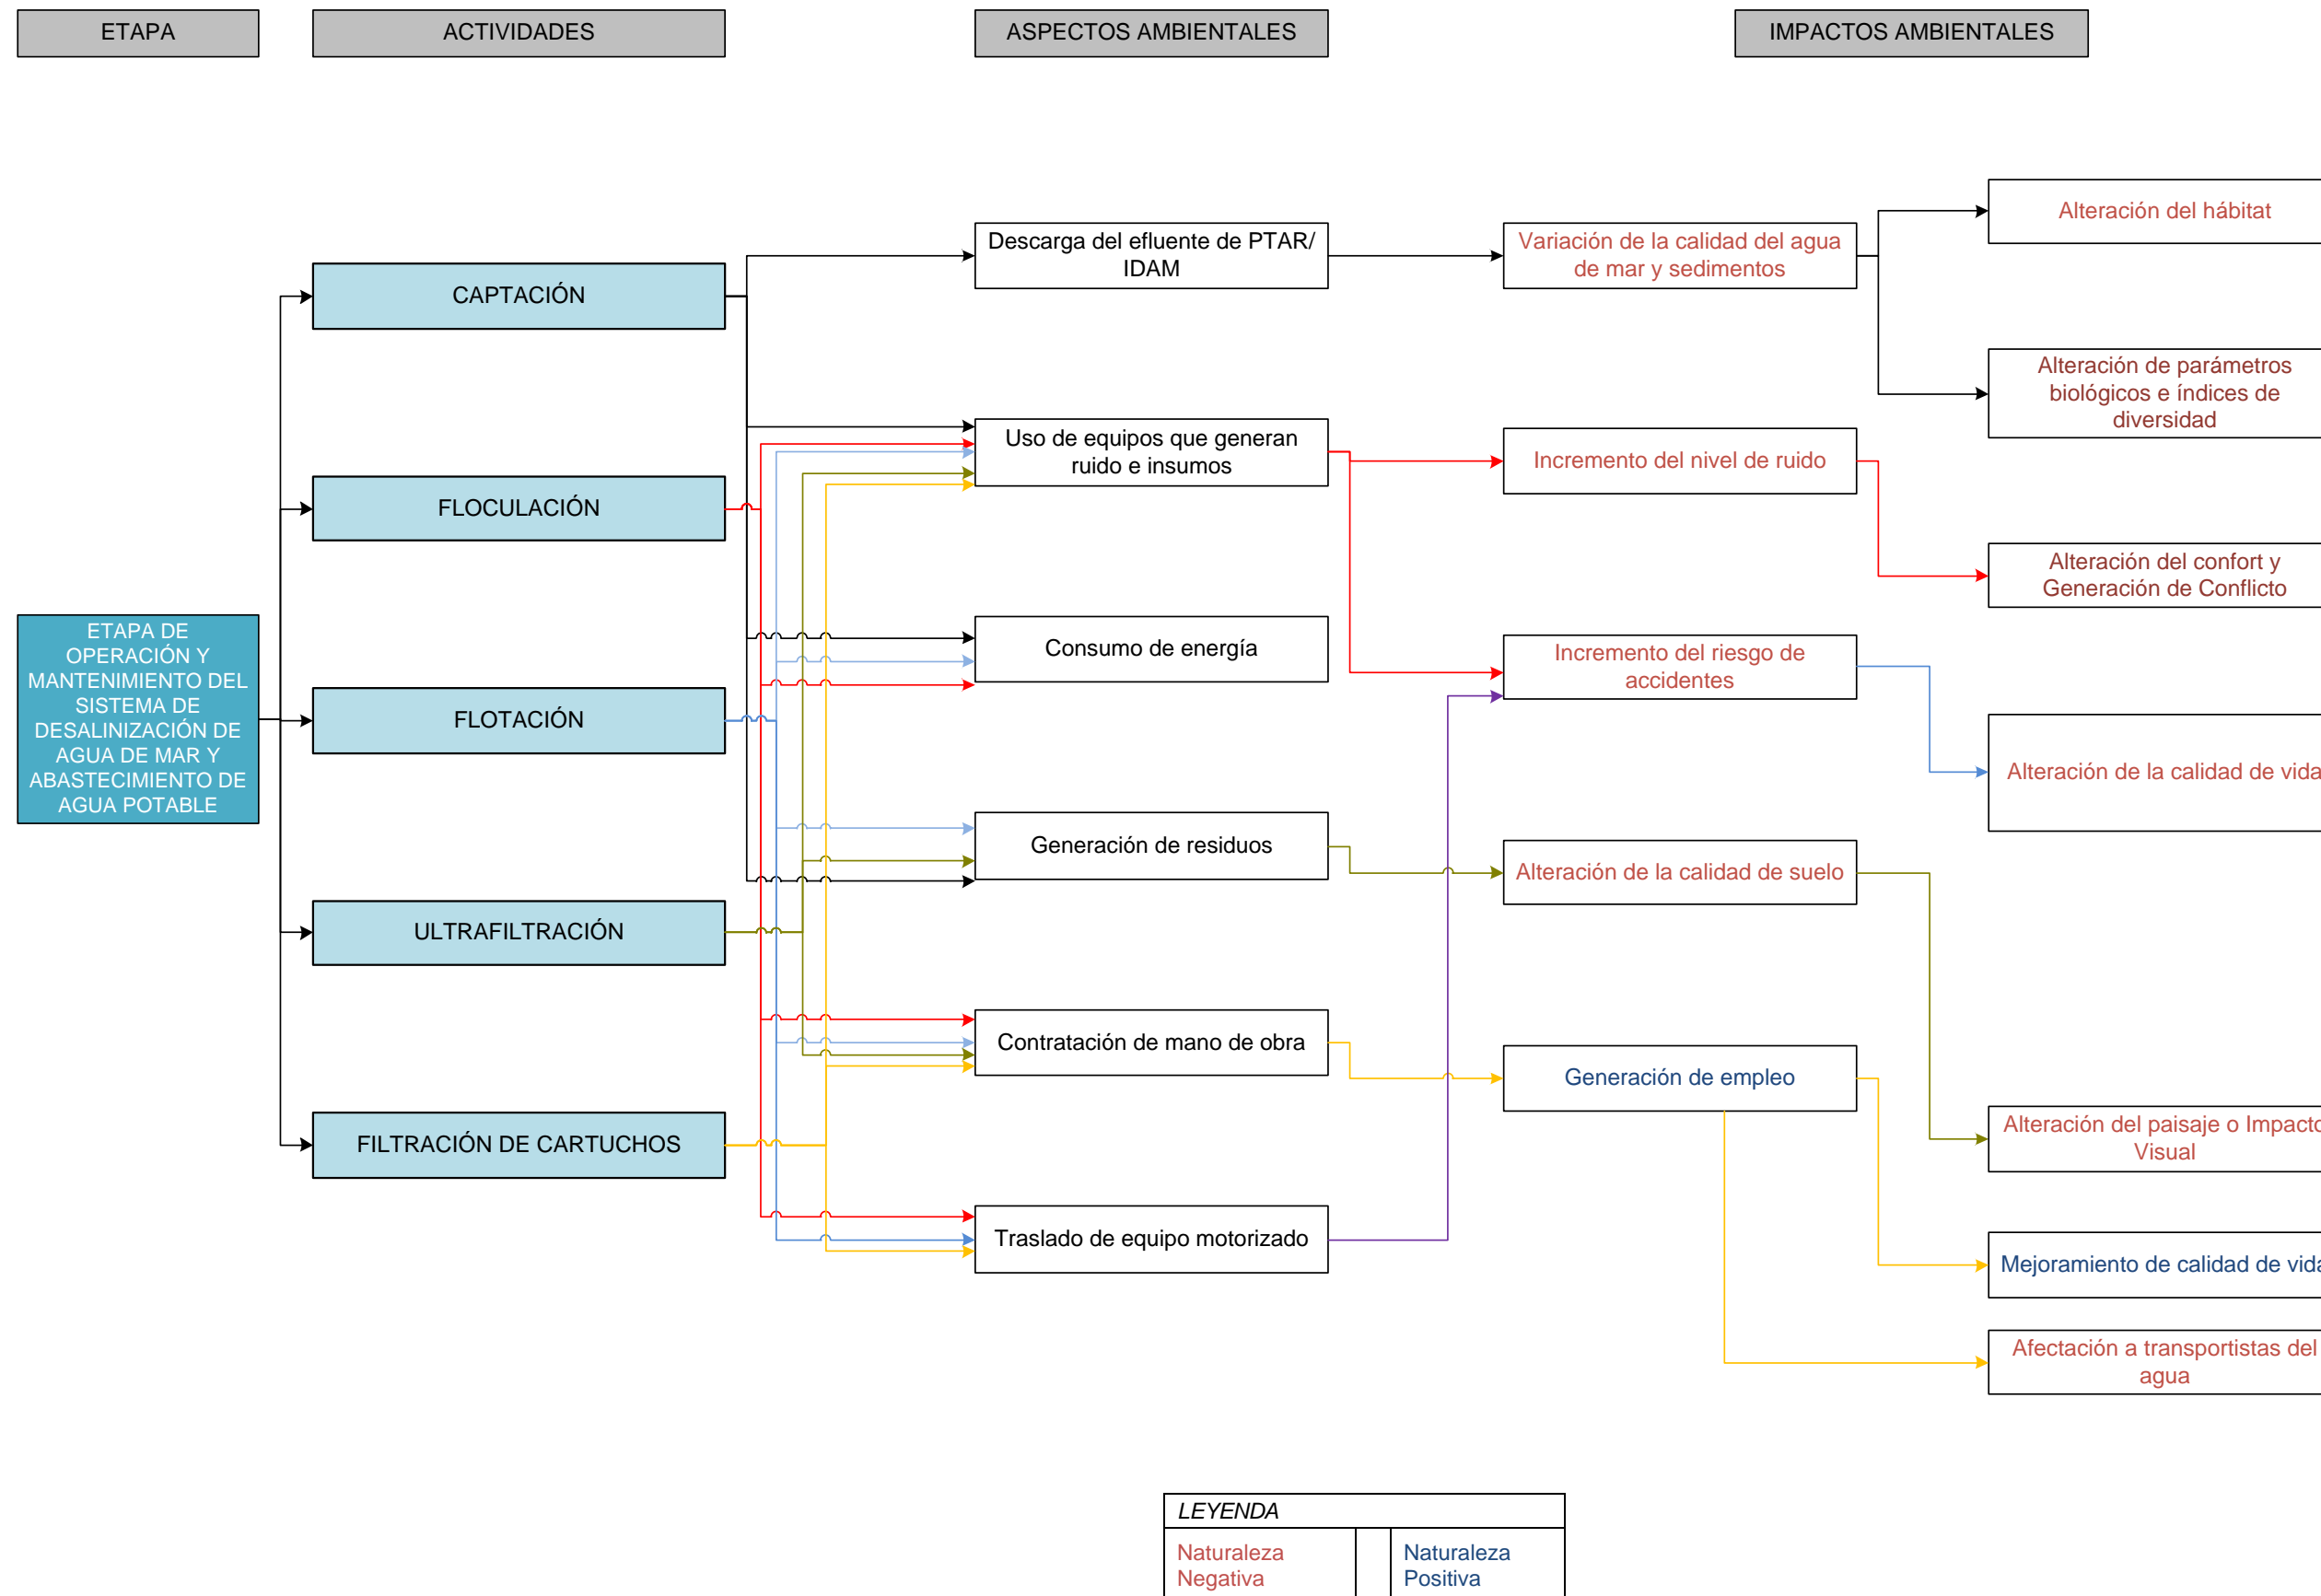 ETAPA
ACTIVIDADES
ASPECTOS AMBIENTALES
IMPACTOS AMBIENTALES
ETAPA DE
OPERACIÓN Y
MANTENIMIENTO DEL
SISTEMA DE
DESALINIZACIÓN DE
AGUA DE MAR Y
ABASTECIMIENTO DE
AGUA POTABLE
CAPTACIÓN
FLOCULACIÓN
FLOTACIÓN
ULTRAFILTRACIÓN
FILTRACIÓN DE CARTUCHOS
Descarga del efluente de PTAR/
IDAM
Uso de equipos que generan
ruido e insumos
Consumo de energía
Generación de residuos
Contratación de mano de obra
Traslado de equipo motorizado
Variación de la calidad del agua
de mar y sedimentos
Incremento del nivel de ruido
Incremento del riesgo de
accidentes
Alteración de la calidad de suelo
Generación de empleo
Alteración del hábitat
Alteración de parámetros
biológicos e índices de
diversidad
Alteración del confort y
Generación de Conflicto
Alteración de la calidad de vida
Alteración del paisaje o Impacto
Visual
Mejoramiento de calidad de vida
Afectación a transportistas del
agua
LEYENDA
Naturaleza
Negativa
Naturaleza
Positiva